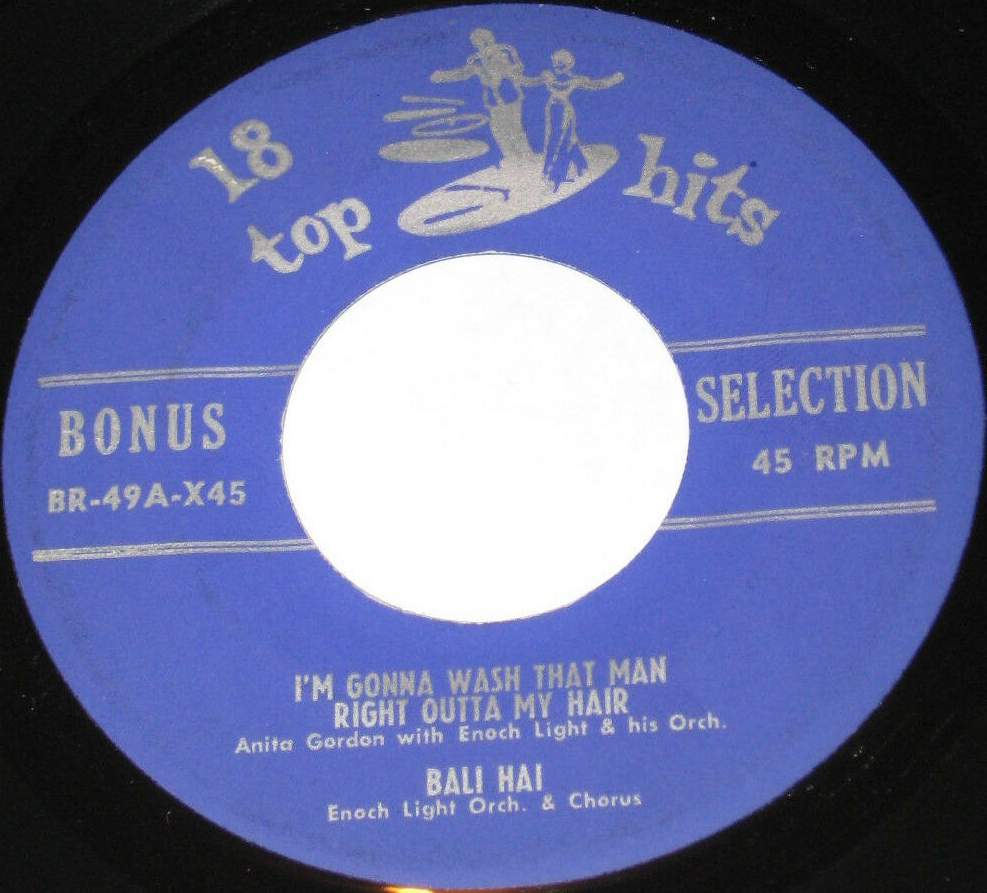 18
top hits
BONUS SELECTION
BR-49A-X45 45 RPM
I'M GONNA WASH THAT MAN
RIGHT OUTTA MY HAIR
Anita Gordon with Enoch Light & his Orch.
BALI HAI
Enoch Light Orch. & Chorus